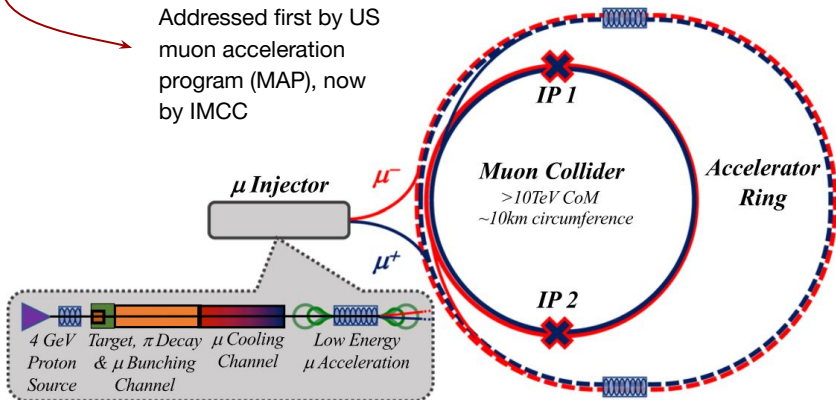 Addressed first by US
muon acceleration
program (MAP), now
by IMCC
IP 1
μ Injector
μ−
μ+
Muon Collider
>10TeV CoM
~10km circumference
Accelerator
Ring
IP 2
4 GeV
Proton
Source
Target, π Decay
& μ Bunching
Channel
μ Cooling
Channel
Low Energy
μ Acceleration